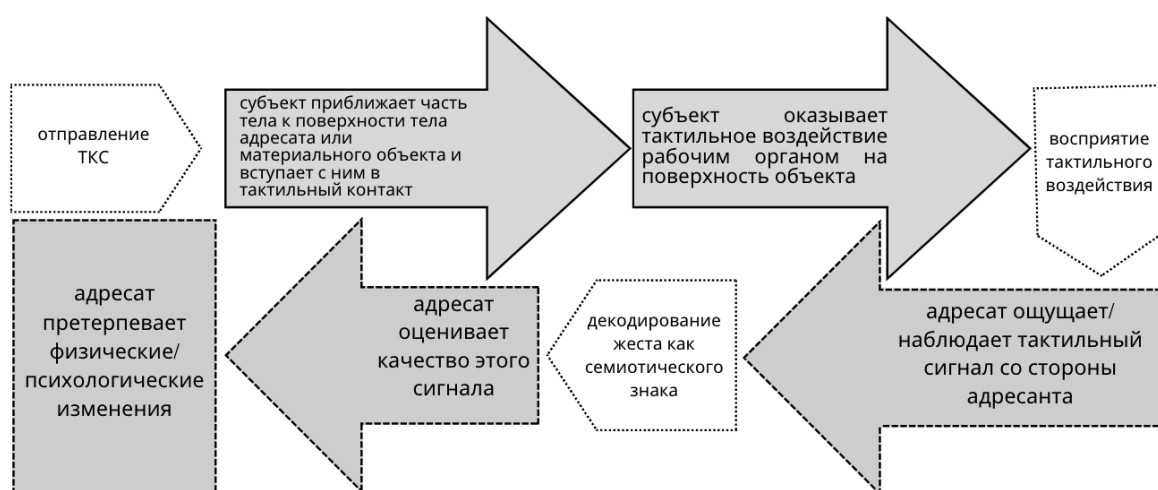 отправление
ТКС
субъект приближает часть
тела к поверхности тела
адресата или
материального объекта и
вступает с ним в
тактильный контакт
субъект оказывает
тактильное воздействие
рабочим органом на
поверхность объекта
восприятие
тактильного
воздействия
адресат ощущает/
наблюдает тактильный
сигнал со стороны
адресанта
декодирование
жеста как
семиотического
знака
адресат
оценивает
качество этого
сигнала
адресат
претерпевает
физические/
психологические
изменения